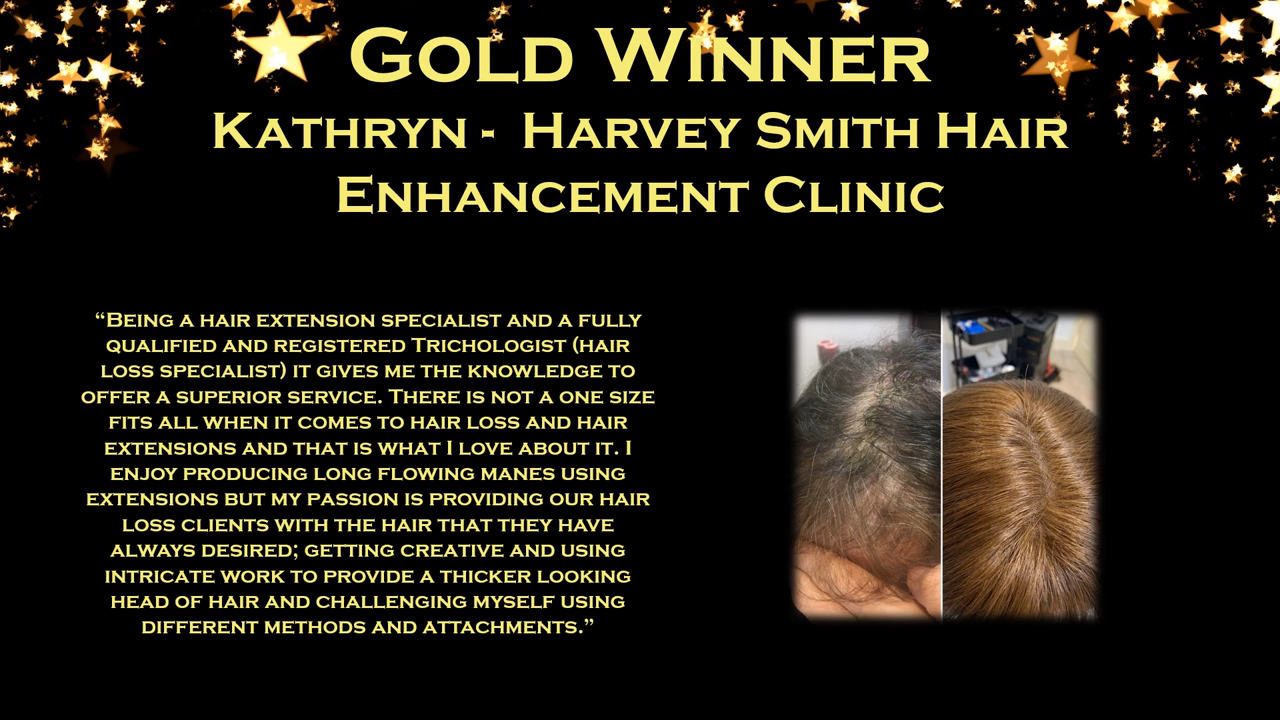 Gold Winner
Kathryn - Harvey Smith Hair
Enhancement Clinic
“Being a hair extension specialist and a fully
qualified and registered Trichologist (hair
loss specialist) it gives me the knowledge to
offer a superior service. There is not a one size
fits all when it comes to hair loss and hair
extensions and that is what I love about it. I
enjoy producing long flowing manes using
extensions but my passion is providing our hair
loss clients with the hair that they have
always desired; getting creative and using
intricate work to provide a thicker looking
head of hair and challenging myself using
different methods and attachments.”